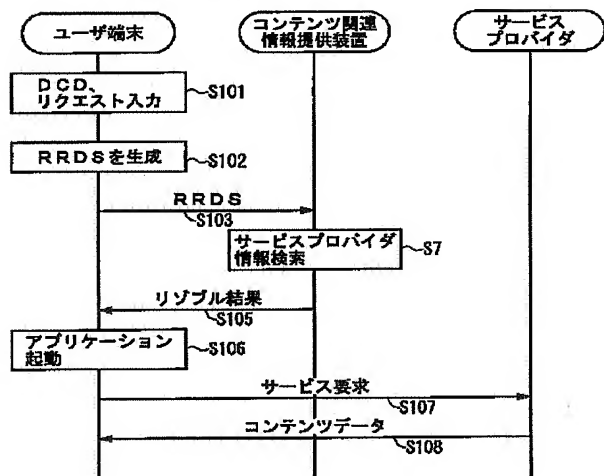 ユーザ端末
コンテンツ関連
情報提供装置
サービス
プロバイダ
DCD、
リクエスト入力
S101
RRDSを生成
S102
RRDS
S103
サービスプロバイダ
情報検索
S7
リゾブル結果
S105
アプリケーション
起動
S106
サービス要求
S107
コンテンツデータ
S108